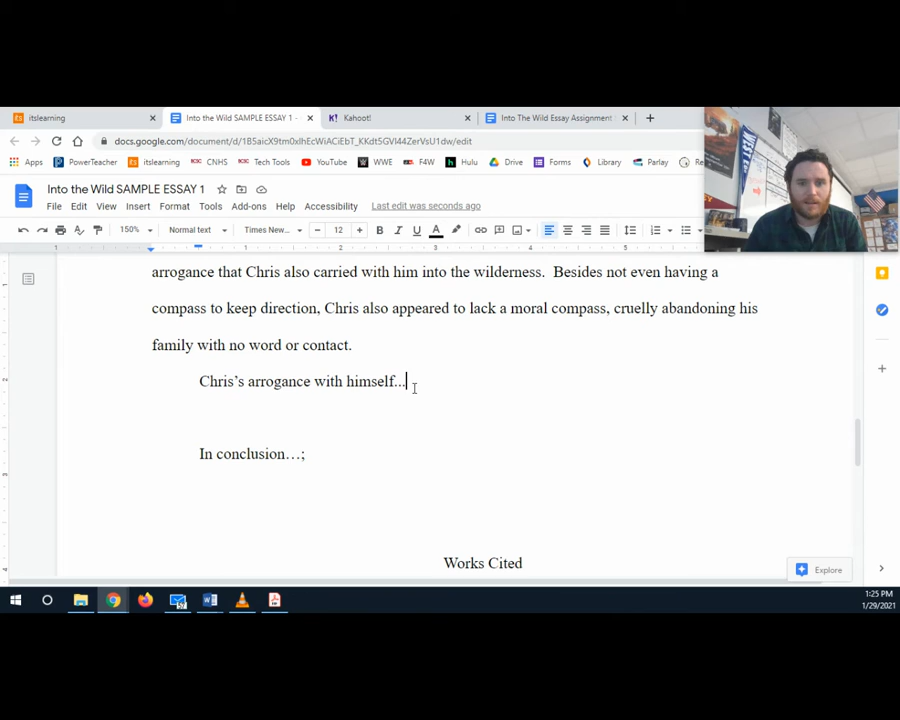 itslearning
Into the Wild SAMPLE ESSAY 1 -
Kahoot!
Into The Wild Essay Assignment
docs.google.com/document/d/1B5aicX9tm0xlhEcWiACiEbT_KKdt5GVl44ZerVsU1dw/edit
Apps PowerTeacher itslearning CNHS Tech Tools YouTube WWE F4W Hulu Drive Forms Library Parlay
Into the Wild SAMPLE ESSAY 1
File Edit View Insert Format Tools Add-ons Help Accessibility Last edit was seconds ago
150% Normal text Times New... 12
arrogance that Chris also carried with him into the wilderness.  Besides not even having a
compass to keep direction, Chris also appeared to lack a moral compass, cruelly abandoning his
family with no word or contact.
Chris’s arrogance with himself...
In conclusion…;
Works Cited
Explore
1:25 PM
1/29/2021